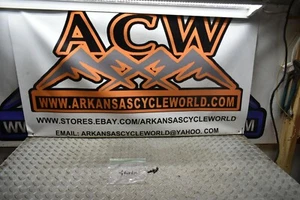 ACW
WWW.ARKANSASCYCLEWORLD.COM
WWW.STORES.EBAY.COM/ARKANSASCYCLEWORLD
EMAIL: ARKANSASCYCLEWORLD@YAHOO.COM